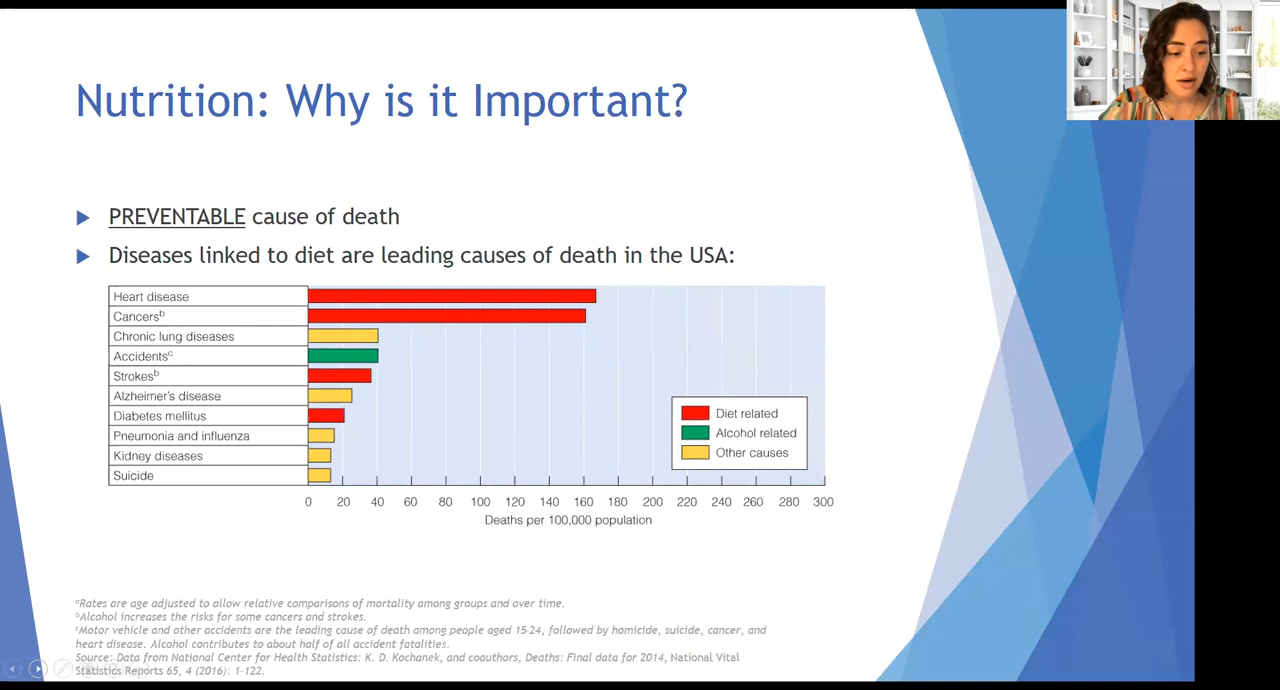 Nutrition: Why is it Important?
PREVENTABLE cause of death
Diseases linked to diet are leading causes of death in the USA:
Heart disease
Cancersᵇ
Chronic lung diseases
Accidentsᶜ
Strokesᵇ
Alzheimer's disease
Diabetes mellitus
Pneumonia and influenza
Kidney diseases
Suicide
Diet related
Alcohol related
Other causes
0 20 40 60 80 100 120 140 160 180 200 220 240 260 280 300
Deaths per 100,000 population
ᵃRates are age adjusted to allow relative comparisons of mortality among groups and over time.
ᵇAlcohol increases the risks for some cancers and strokes.
ᶜMotor vehicle and other accidents are the leading cause of death among people aged 15-24, followed by homicide, suicide, cancer, and
heart disease. Alcohol contributes to about half of all accident fatalities.
Source: Data from National Center for Health Statistics: K. D. Kochanek, and coauthors, Deaths: Final data for 2014, National Vital
Statistics Reports 65, 4 (2016): 1-122.